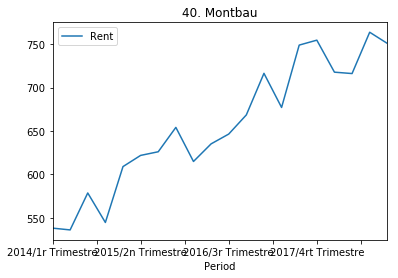 40. Montbau
Rent
750
700
650
600
550
2014/1r Trimestre 2015/2n Trimestre 2016/3r Trimestre 2017/4rt Trimestre
Period